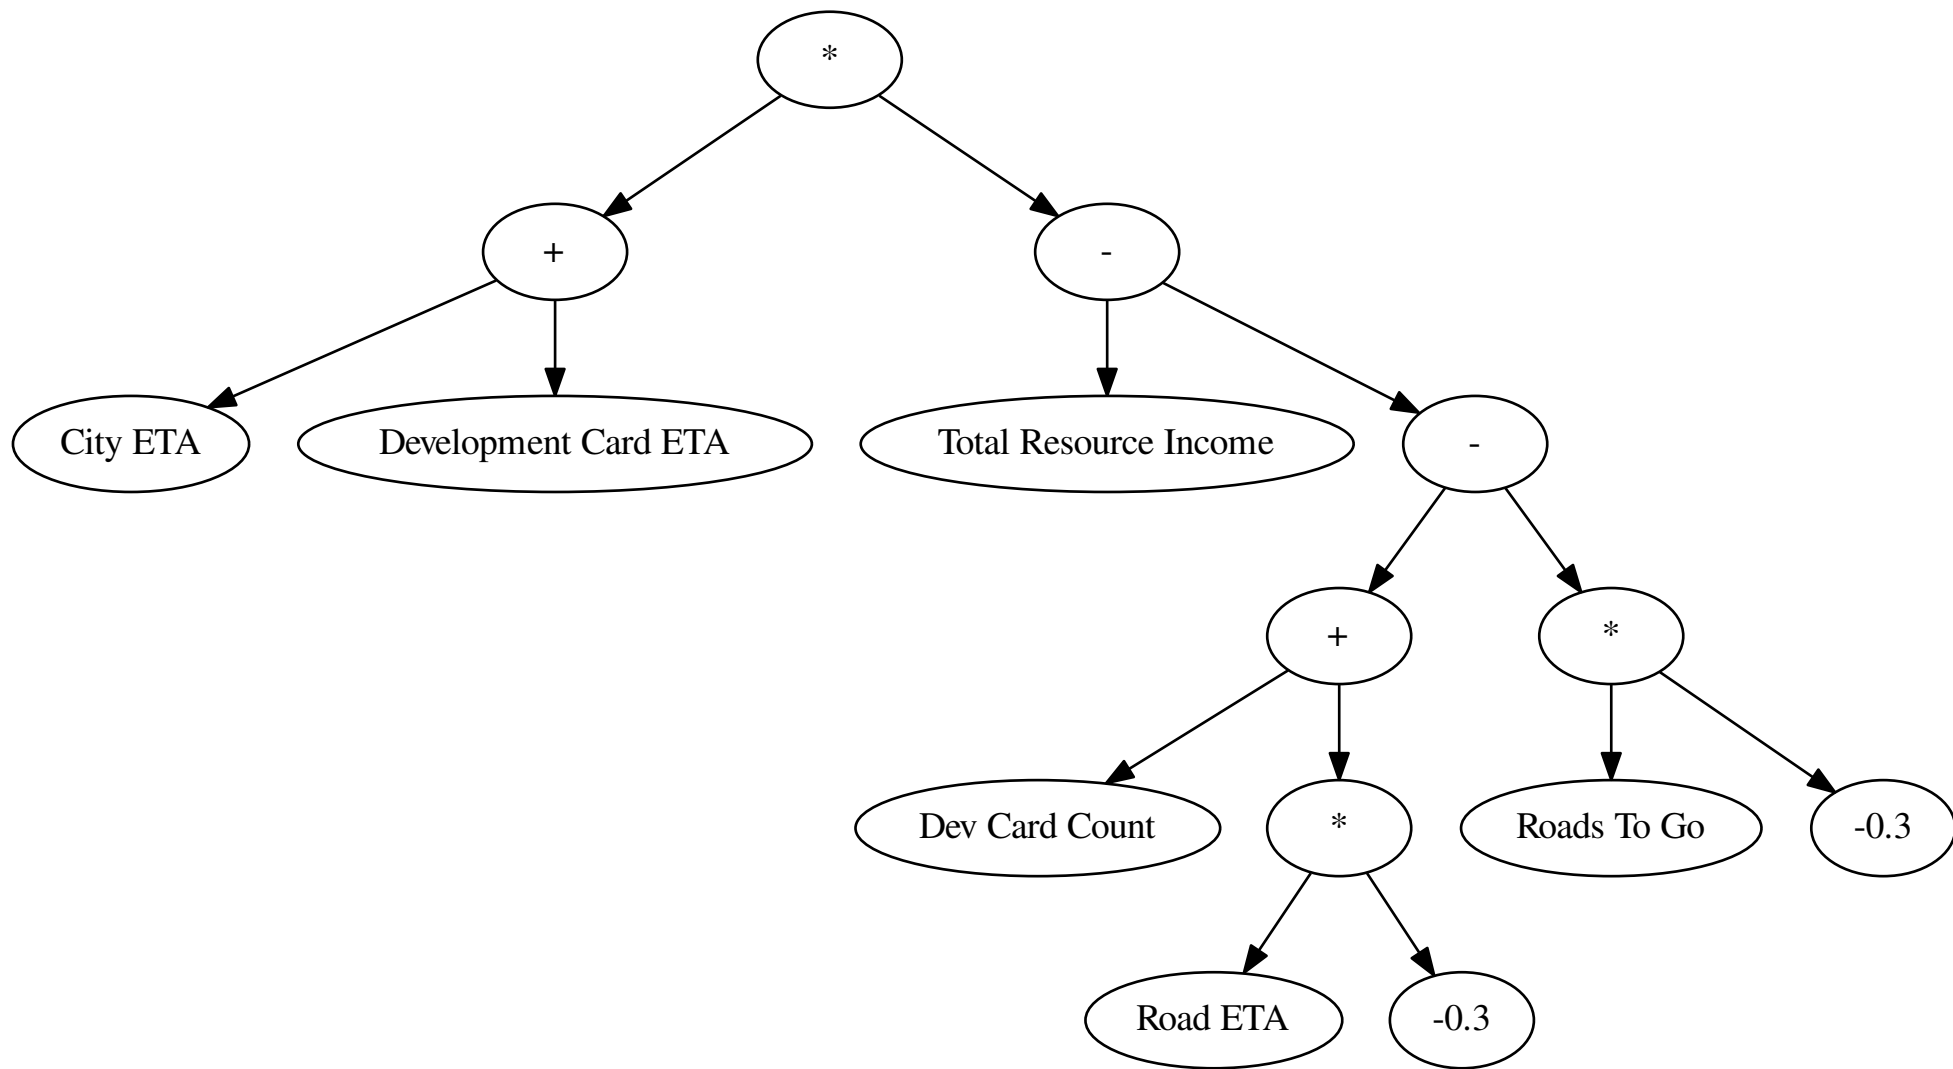 *
+
-
City ETA
Development Card ETA
Total Resource Income
-
+
*
Dev Card Count
*
Roads To Go
-0.3
Road ETA
-0.3